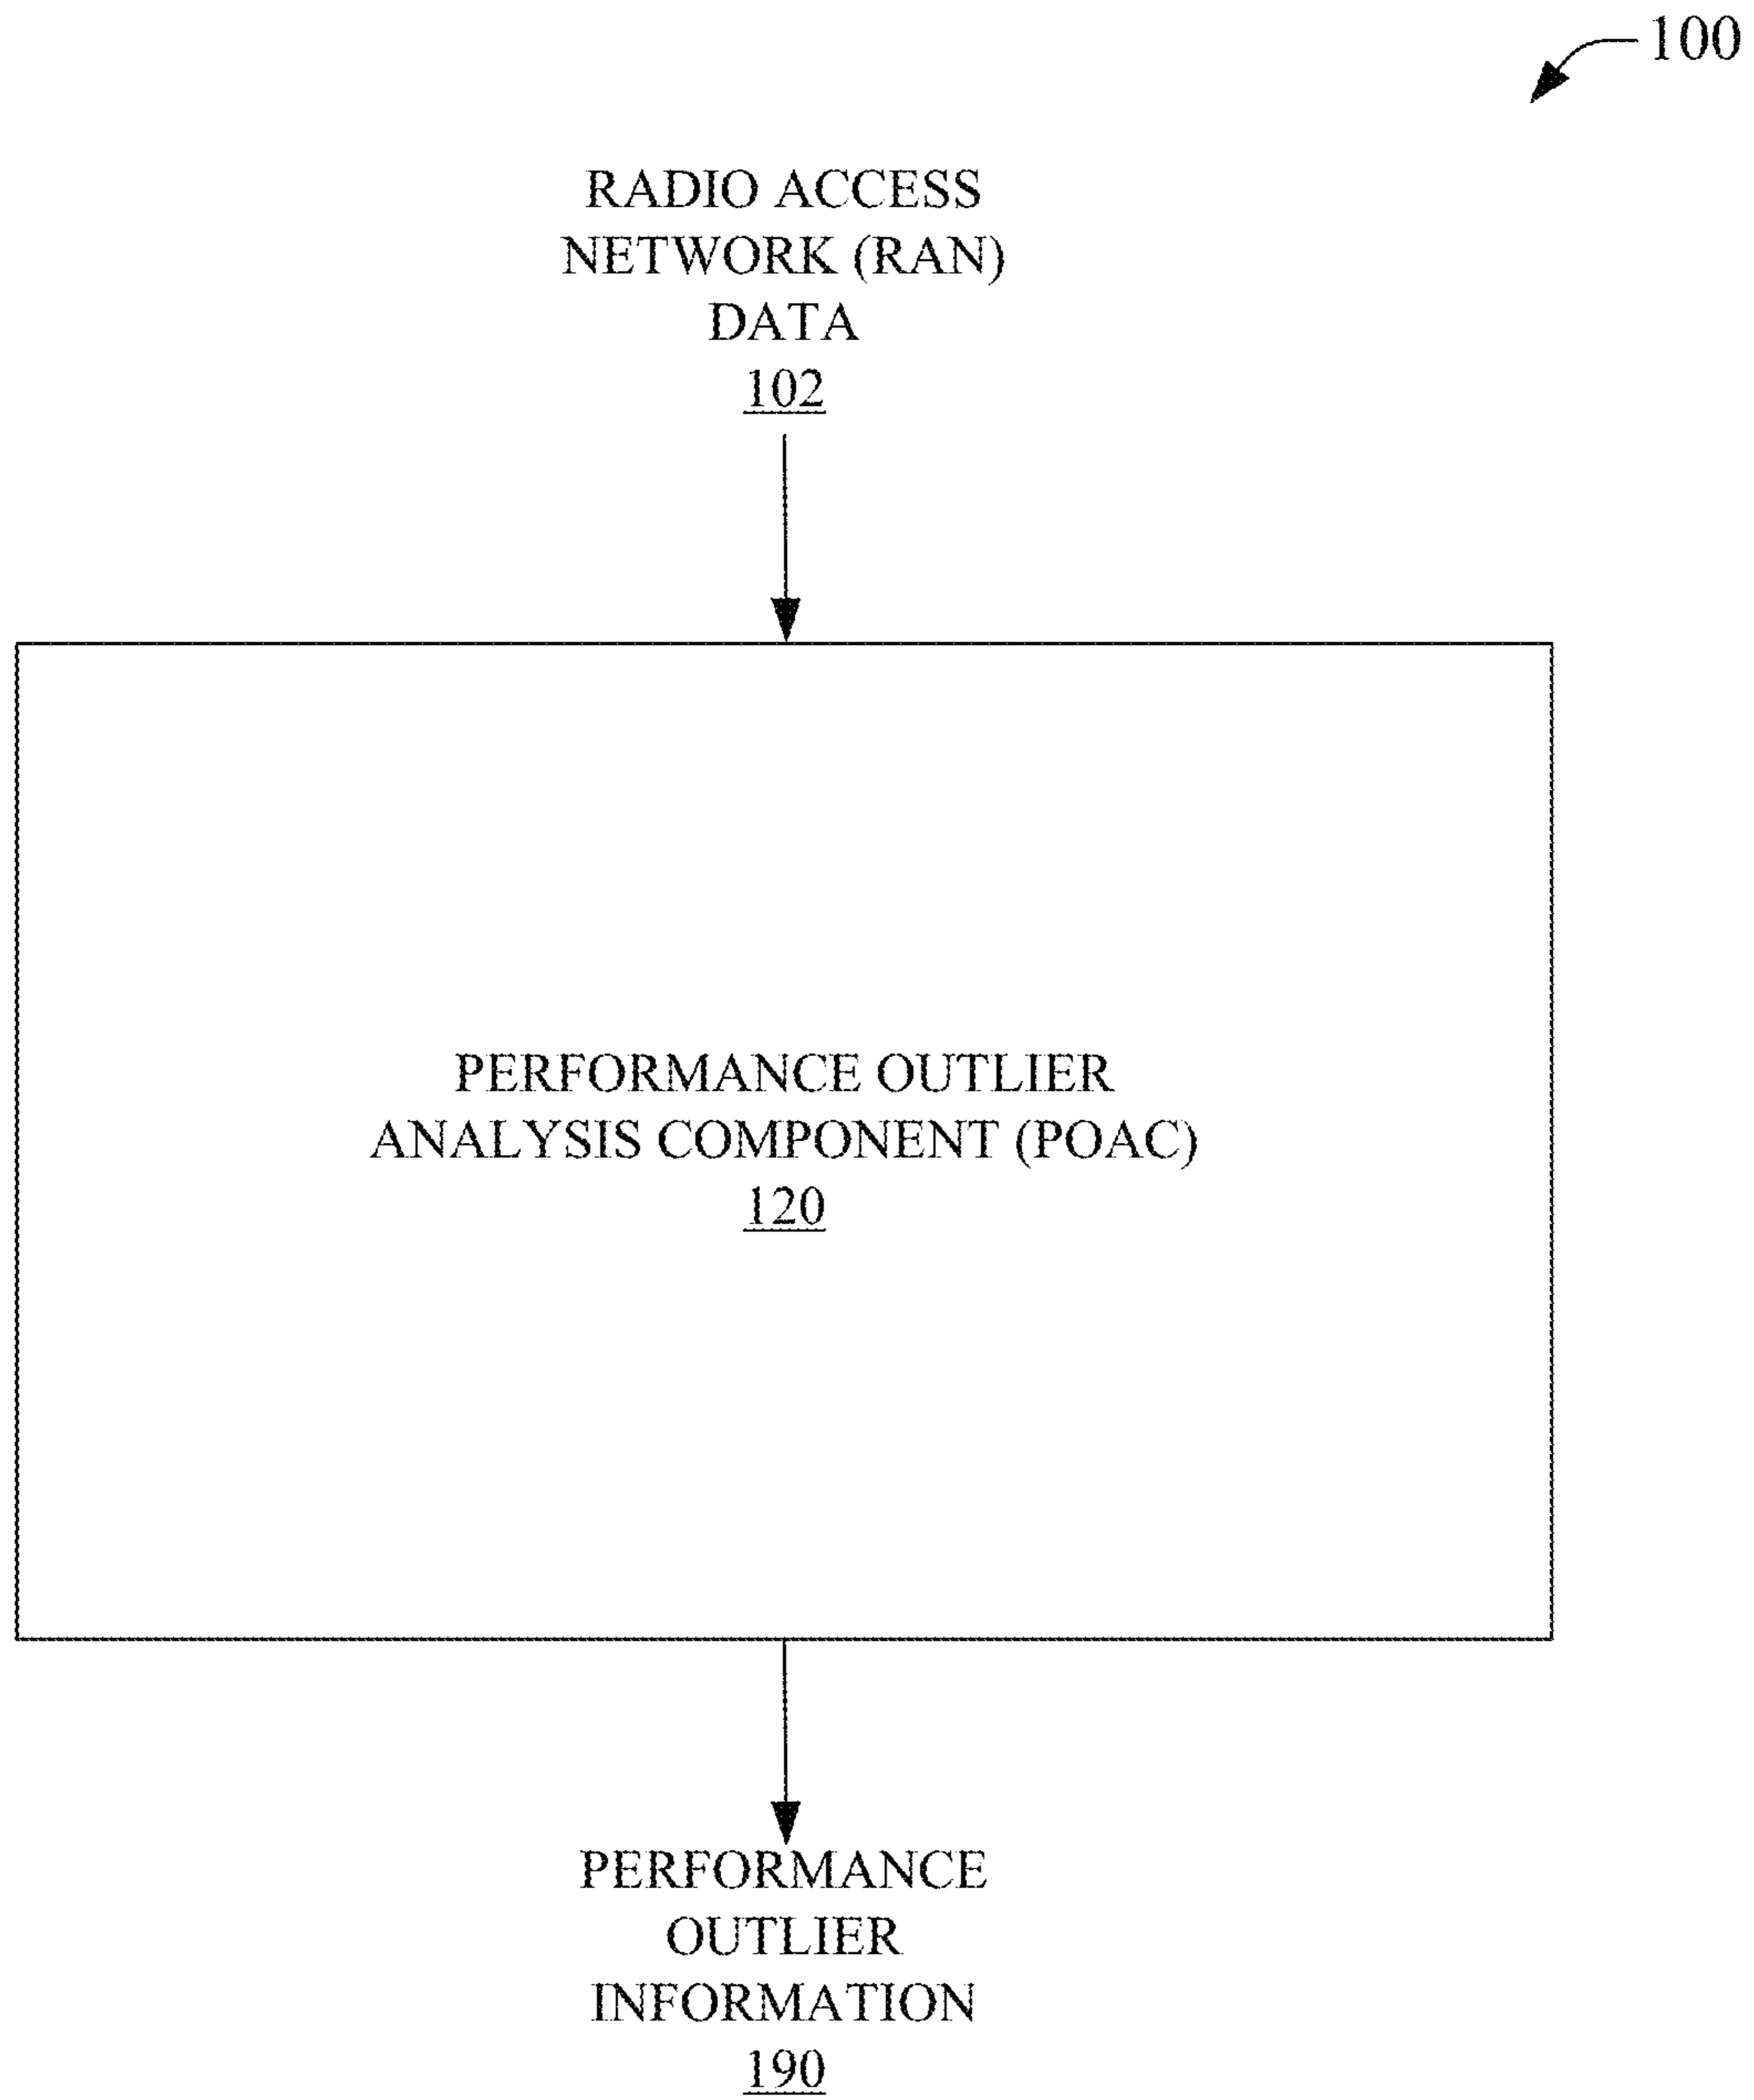 100
RADIO ACCESS
NETWORK (RAN)
DATA
102
PERFORMANCE OUTLIER
ANALYSIS COMPONENT (POAC)
120
PERFORMANCE
OUTLIER
INFORMATION
190